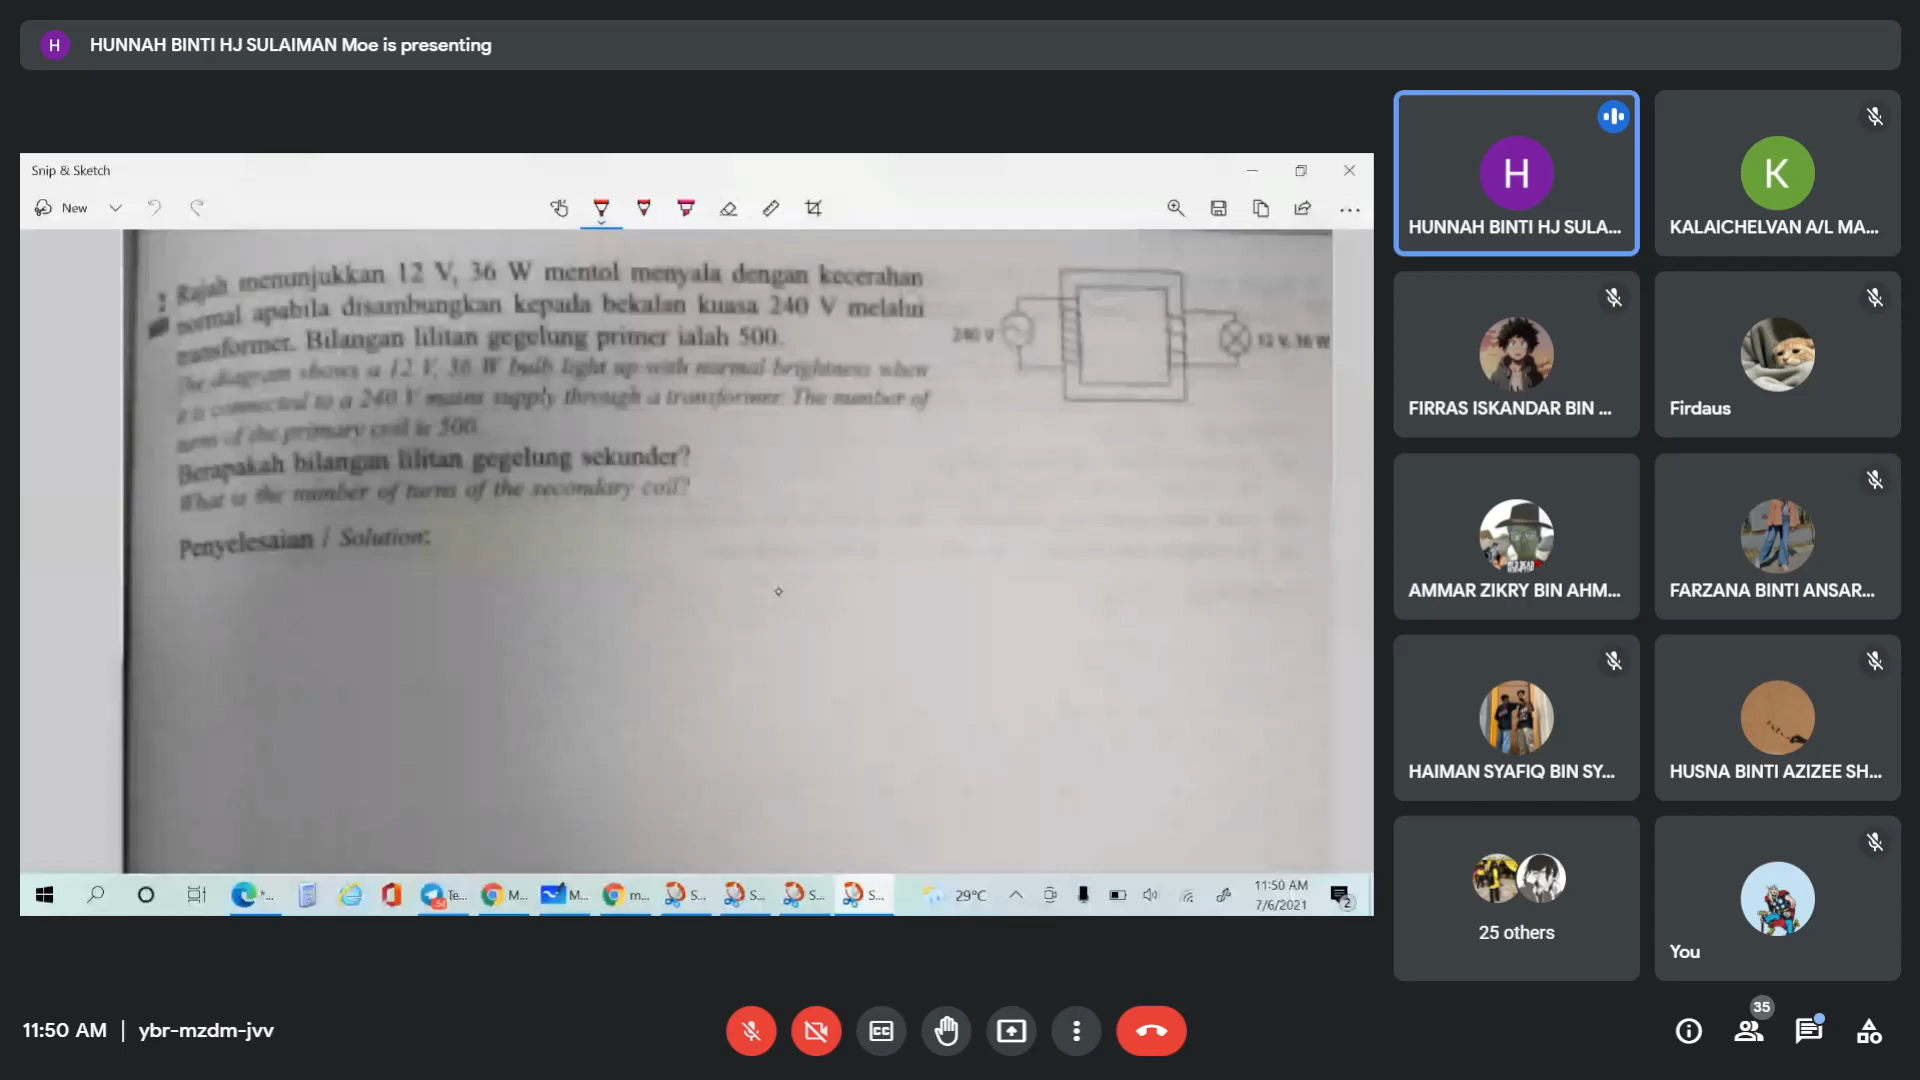 H
HUNNAH BINTI HJ SULAIMAN Moe is presenting
Snip & Sketch
New
Rajah menunjukkan 12 V, 36 W mentol menyala dengan kecerahan
normal apabila disambungkan kepada bekalan kuasa 240 V melalui
transformer. Bilangan lilitan gegelung primer ialah 500.
The diagram shows a 12 V, 36 W bulb light up with normal brightness when
it is connected to a 240 V mains supply through a transformer. The number of
turns of the primary coil is 500.
Berapakah bilangan lilitan gegelung sekunder?
What is the number of turns of the secondary coil?
Penyelesaian / Solution:
240 V
12 V, 36 W
Te...
M...
M...
m...
S...
S...
S...
S...
29°C
11:50 AM
7/6/2021
2
H
HUNNAH BINTI HJ SULA...
K
KALAICHELVAN A/L MA...
FIRRAS ISKANDAR BIN ...
Firdaus
AMMAR ZIKRY BIN AHM...
FARZANA BINTI ANSAR...
HAIMAN SYAFIQ BIN SY...
HUSNA BINTI AZIZEE SH...
25 others
You
11:50 AM | ybr-mzdm-jvv
CC
35